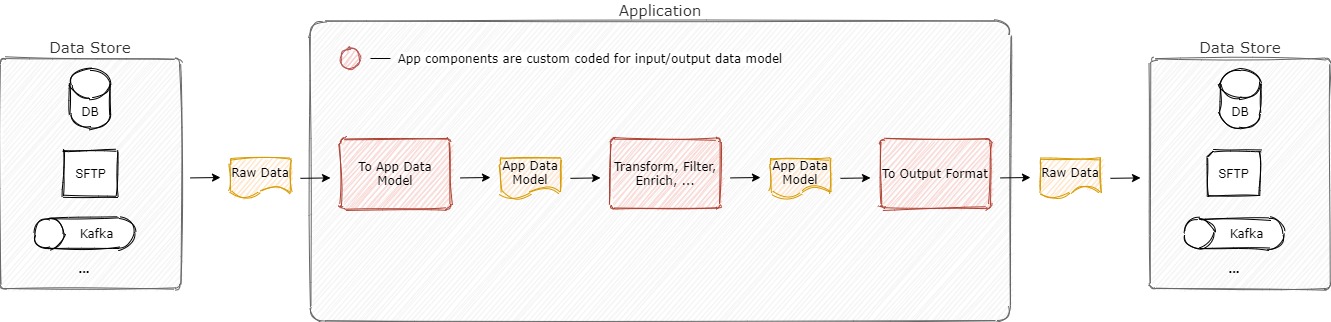 Application
Data Store
App components are custom coded for input/output data model
DB
SFTP
Kafka
...
Raw Data
To App Data
Model
App Data
Model
Transform, Filter,
Enrich, ...
App Data
Model
To Output Format
Raw Data
Data Store
DB
SFTP
Kafka
...